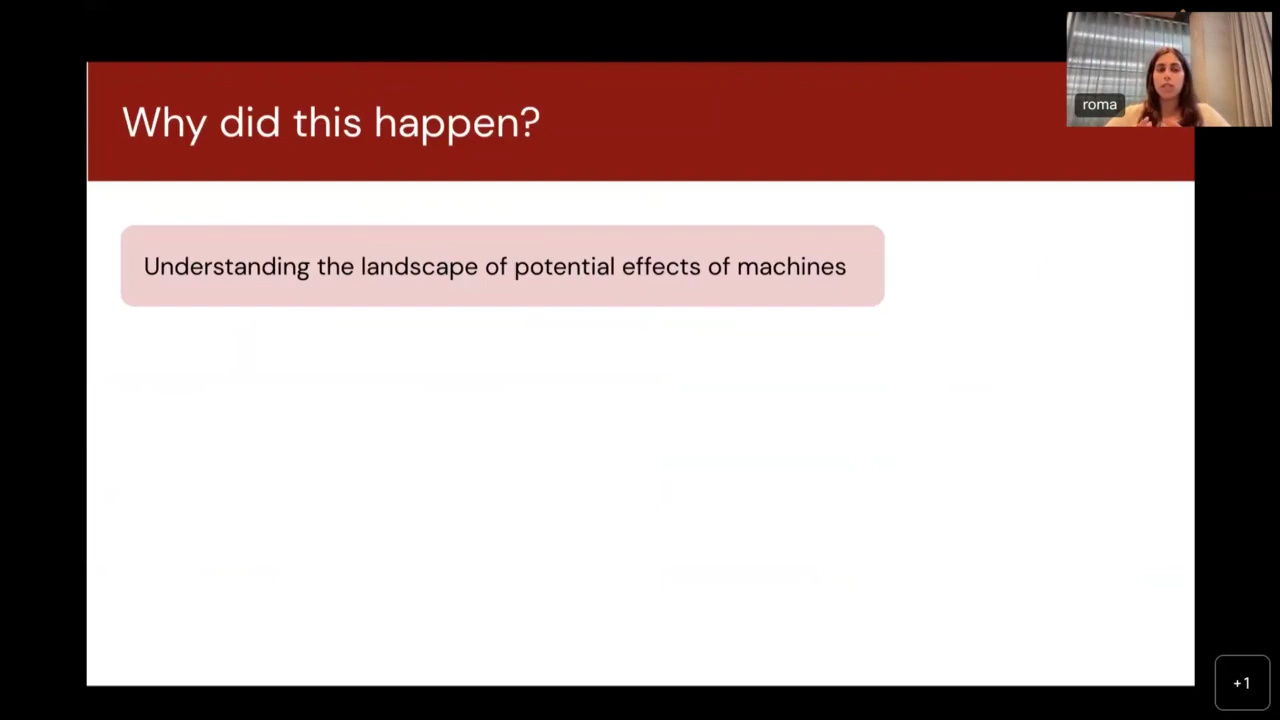 Why did this happen?
roma
Understanding the landscape of potential effects of machines
+1